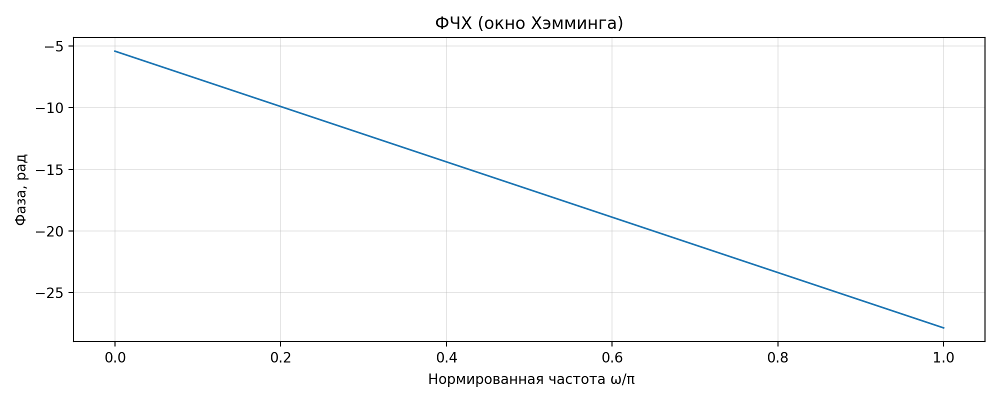 ФЧХ (окно Хэмминга)
Фаза, рад
−5
−10
−15
−20
−25
0.0 0.2 0.4 0.6 0.8 1.0
Нормированная частота ω/π